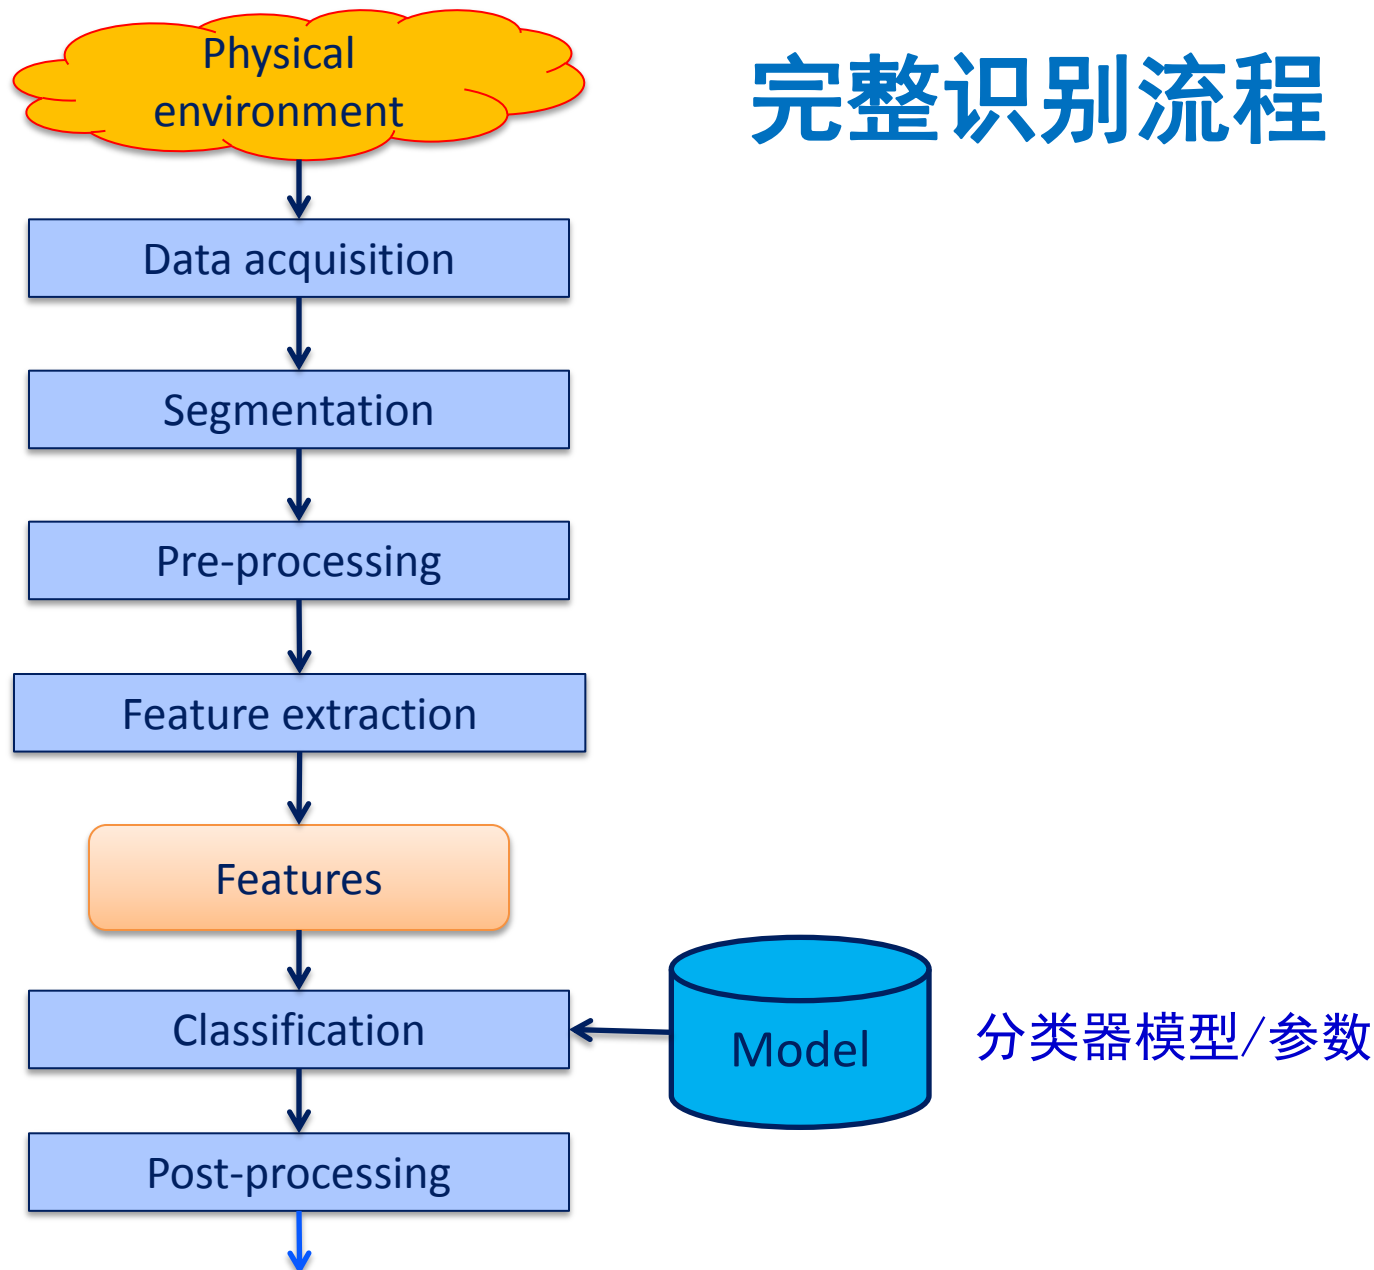 Physical
environment
完整识别流程
Data acquisition
Segmentation
Pre-processing
Feature extraction
Features
Classification
Model
分类器模型/参数
Post-processing